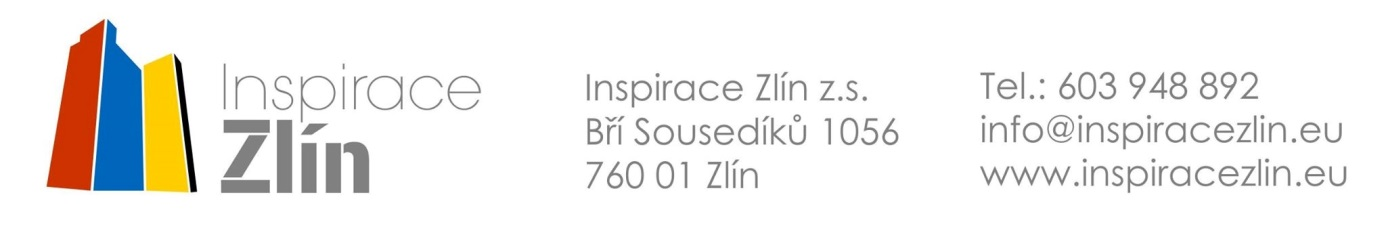 Inspirace
Zlín
Inspirace Zlín z.s.
Bří Sousedíků 1056
760 01 Zlín
Tel.: 603 948 892
info@inspiracezlin.eu
www.inspiracezlin.eu